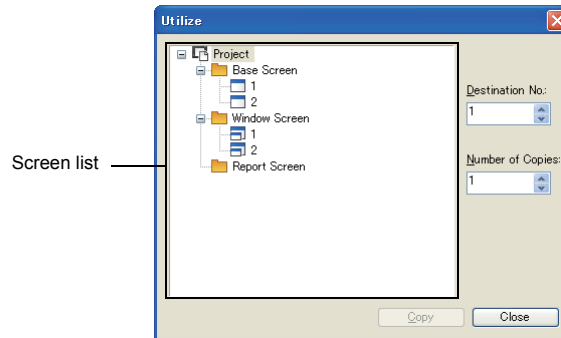 Utilize
Project
Base Screen
1
2
Window Screen
1
2
Report Screen
Screen list
Destination No.:
1
Number of Copies:
1
Copy
Close